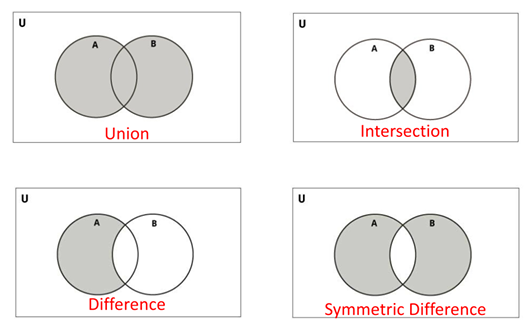 U
A B
Union
U
A B
Intersection
U
A B
Difference
U
A B
Symmetric Difference